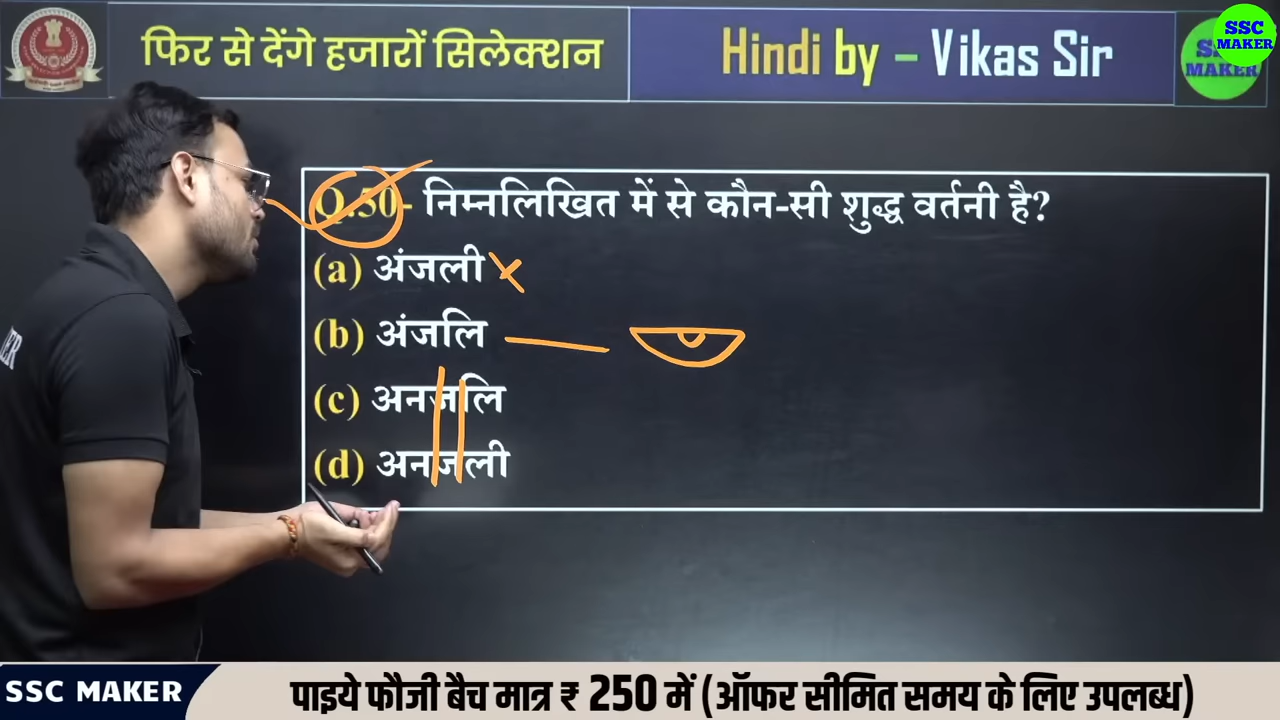 फिर से देंगे हजारों सिलेक्शन
Hindi by – Vikas Sir
SSC
MAKER
MAKER
Q.50- निम्नलिखित में से कौन-सी शुद्ध वर्तनी है?
(a) अंजली
(b) अंजलि
(c) अनजलि
(d) अनजली
SSC MAKER
पाइये फौजी बैच मात्र ₹ 250 में (ऑफर सीमित समय के लिए उपलब्ध)